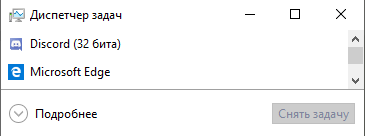 Диспетчер задач
Discord (32 бита)
Microsoft Edge
Подробнее
Снять задачу